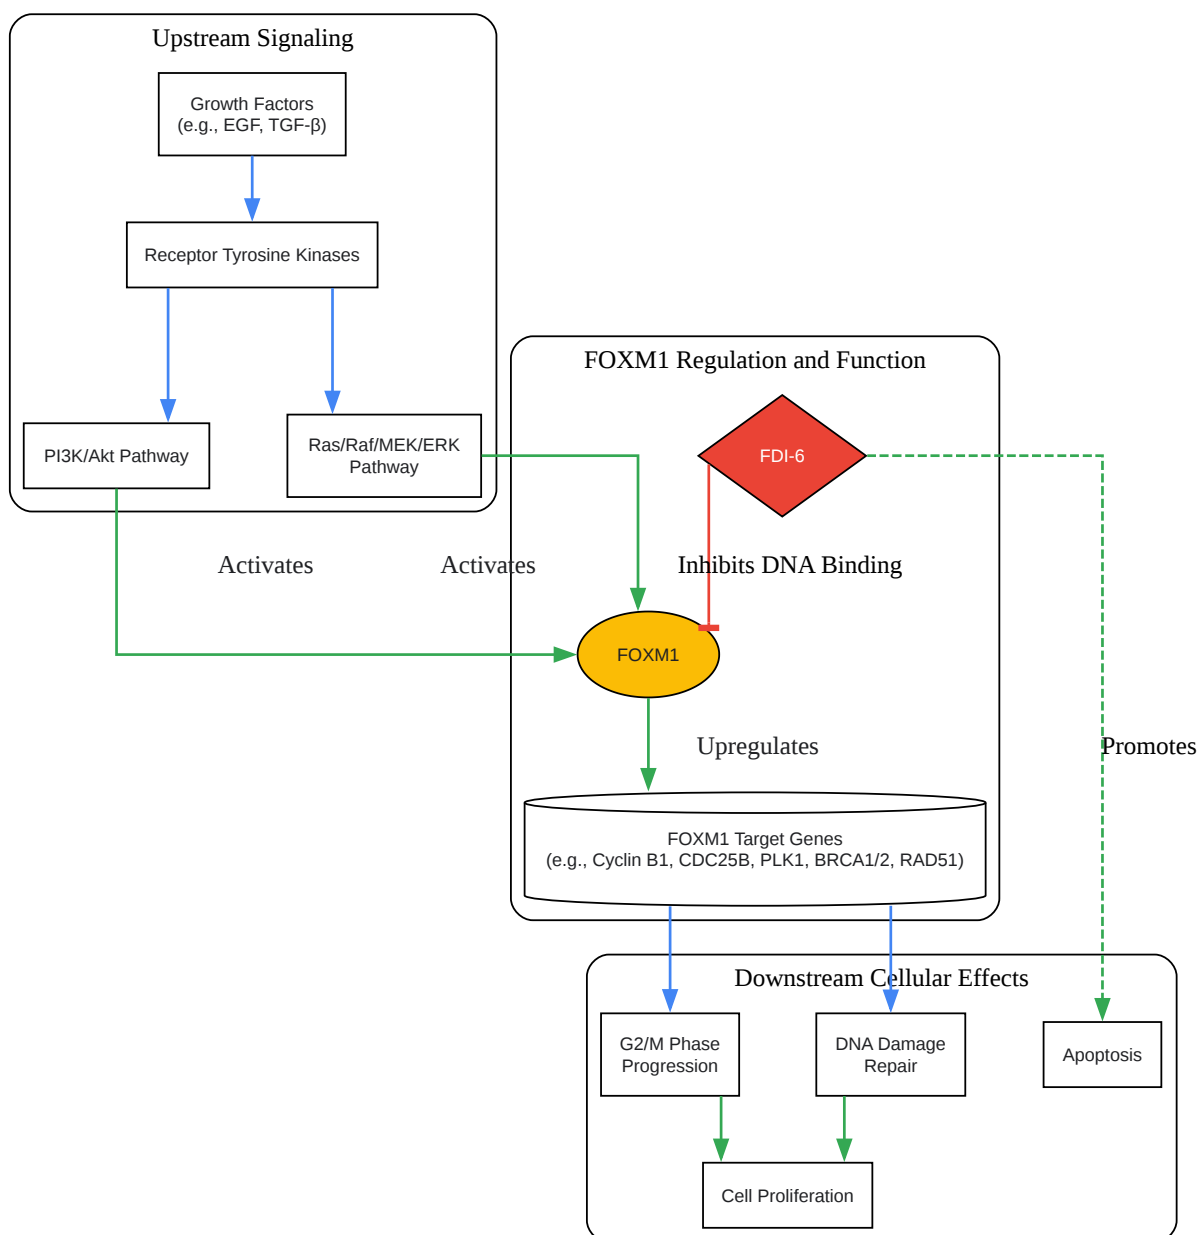 Upstream Signaling
Growth Factors
(e.g., EGF, TGF-β)
Receptor Tyrosine Kinases
PI3K/Akt Pathway
Ras/Raf/MEK/ERK
Pathway
FOXM1 Regulation and Function
FDI-6
Activates
Activates
Inhibits DNA Binding
FOXM1
Upregulates
Promotes
FOXM1 Target Genes
(e.g., Cyclin B1, CDC25B, PLK1, BRCA1/2, RAD51)
Downstream Cellular Effects
G2/M Phase
Progression
DNA Damage
Repair
Apoptosis
Cell Proliferation